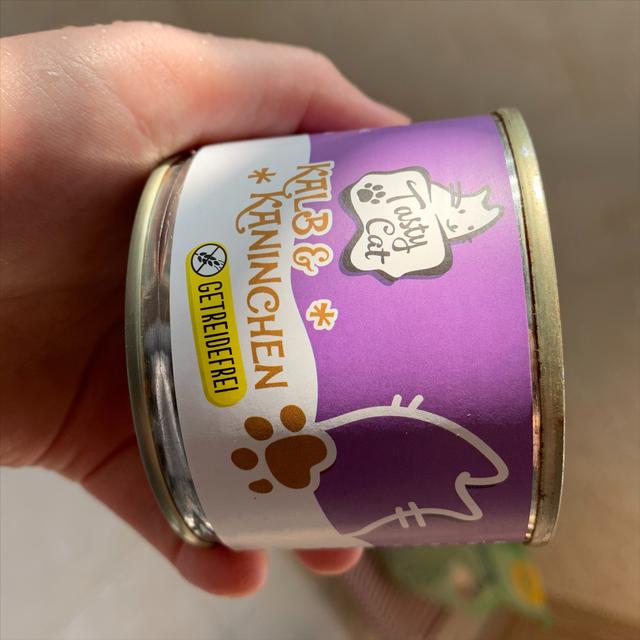 Tasty
Cat
KALB &
KANINCHEN
GETREIDEFREI